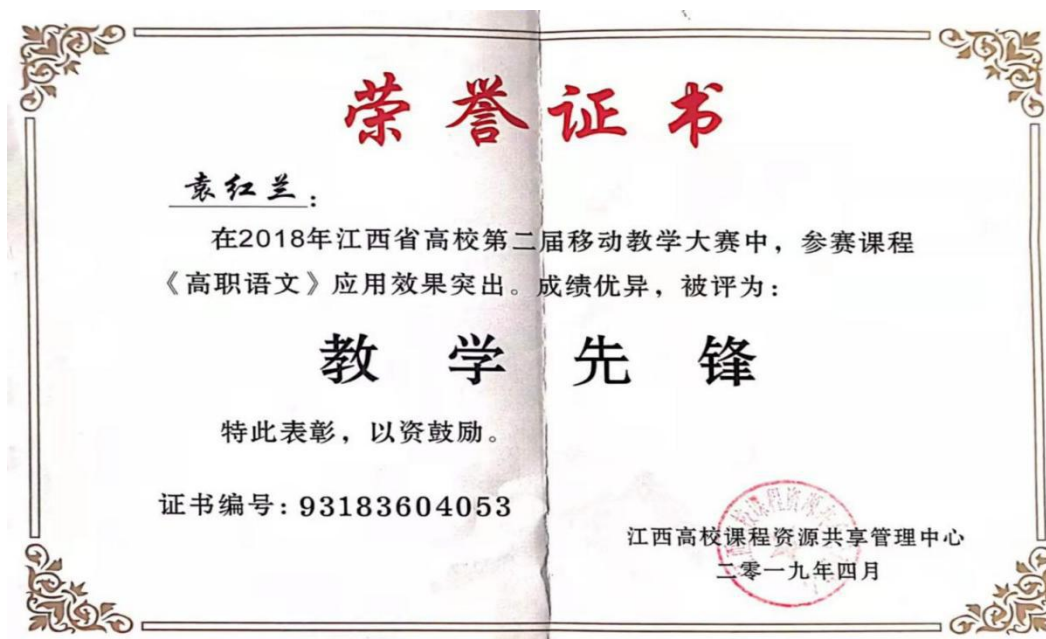 荣誉证书
袁红兰：
在2018年江西省高校第二届移动教学大赛中，参赛课程
《高职语文》应用效果突出。成绩优异，被评为：
教学先锋
特此表彰，以资鼓励。
证书编号：93183604053
江西高校课程资源共享管理中心
二零一九年四月